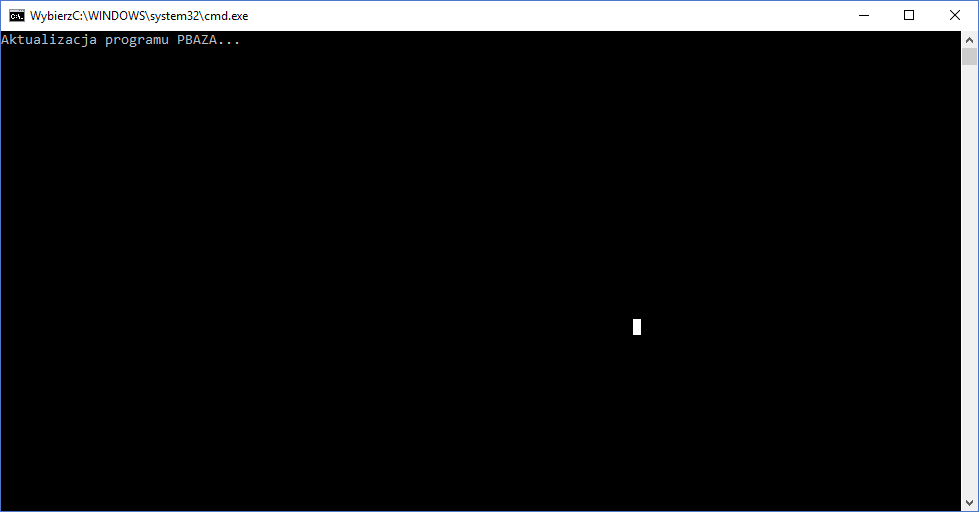 WybierzC:\WINDOWS\system32\cmd.exe
Aktualizacja programu PBAZA...